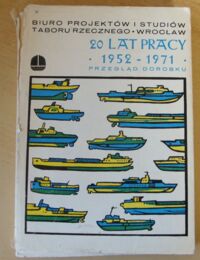 BIURO PROJEKTÓW I STUDIÓW
TABORU RZECZNEGO • WROCŁAW
20 LAT PRACY
• 1952 - 1971 •
PRZEGLĄD DOROBKU